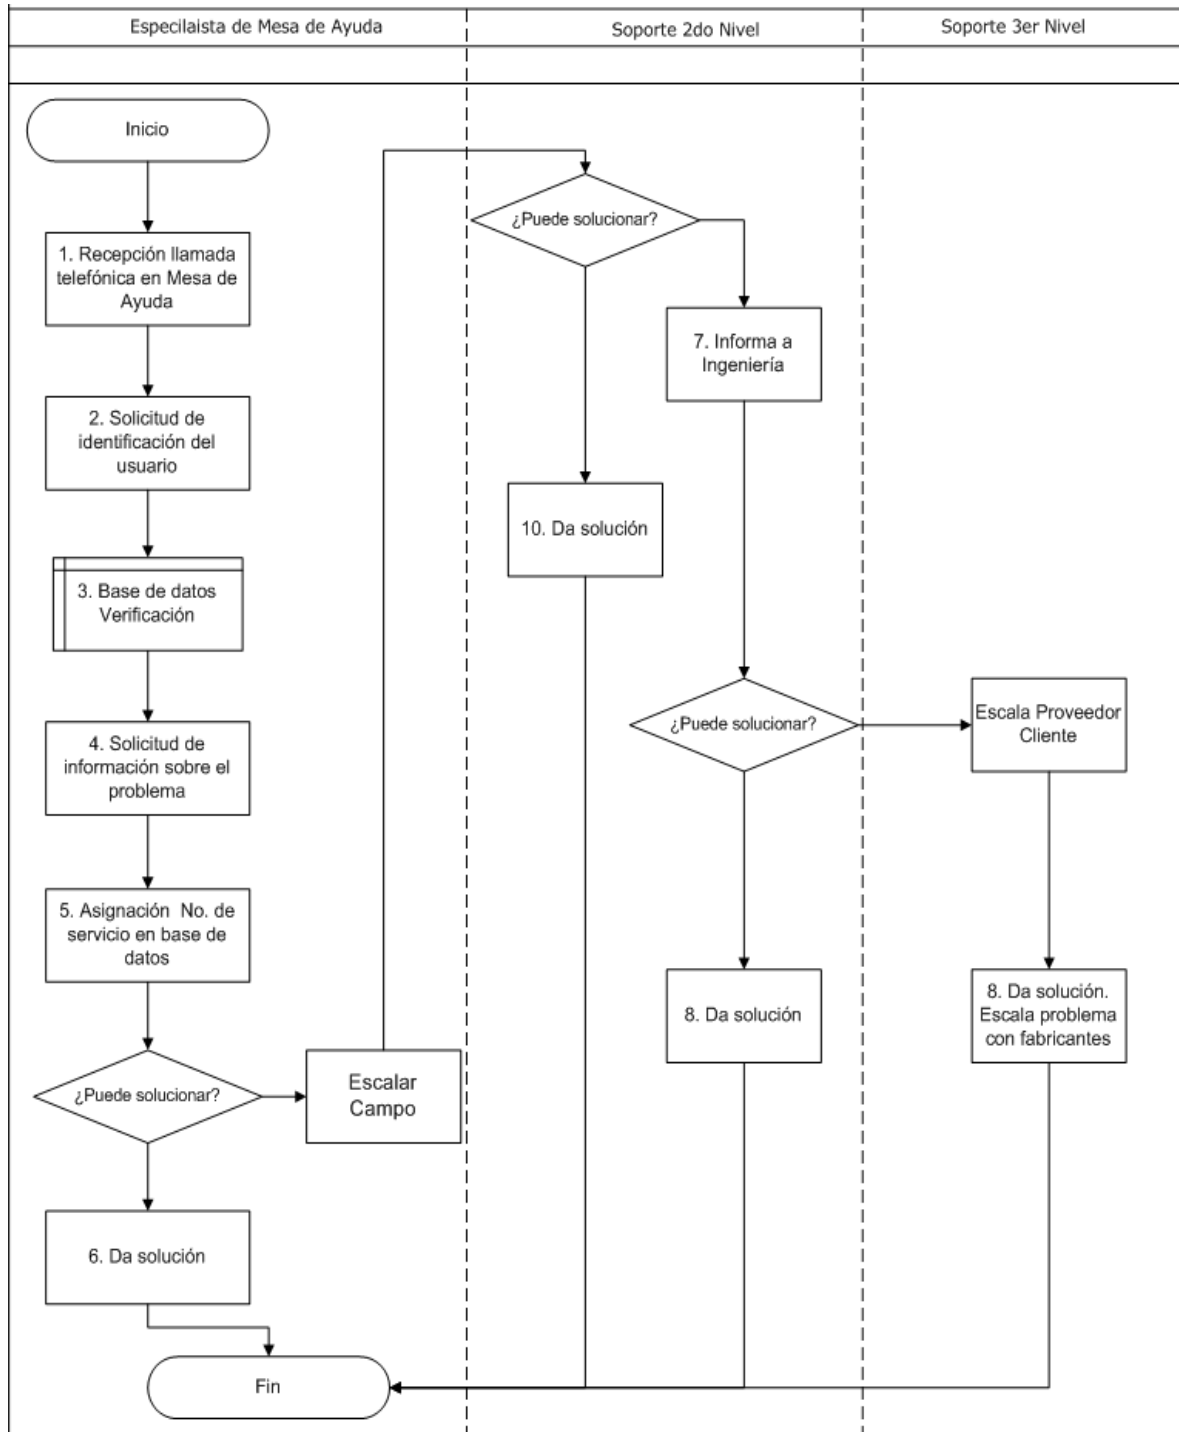 Especilaista de Mesa de Ayuda
Soporte 2do Nivel
Soporte 3er Nivel
Inicio
1. Recepción llamada
telefónica en Mesa de
Ayuda
2. Solicitud de
identificación del
usuario
3. Base de datos
Verificación
4. Solicitud de
información sobre el
problema
5. Asignación No. de
servicio en base de
datos
¿Puede solucionar?
Escalar
Campo
6. Da solución
Fin
¿Puede solucionar?
7. Informa a
Ingeniería
10. Da solución
¿Puede solucionar?
8. Da solución
Escala Proveedor
Cliente
8. Da solución.
Escala problema
con fabricantes